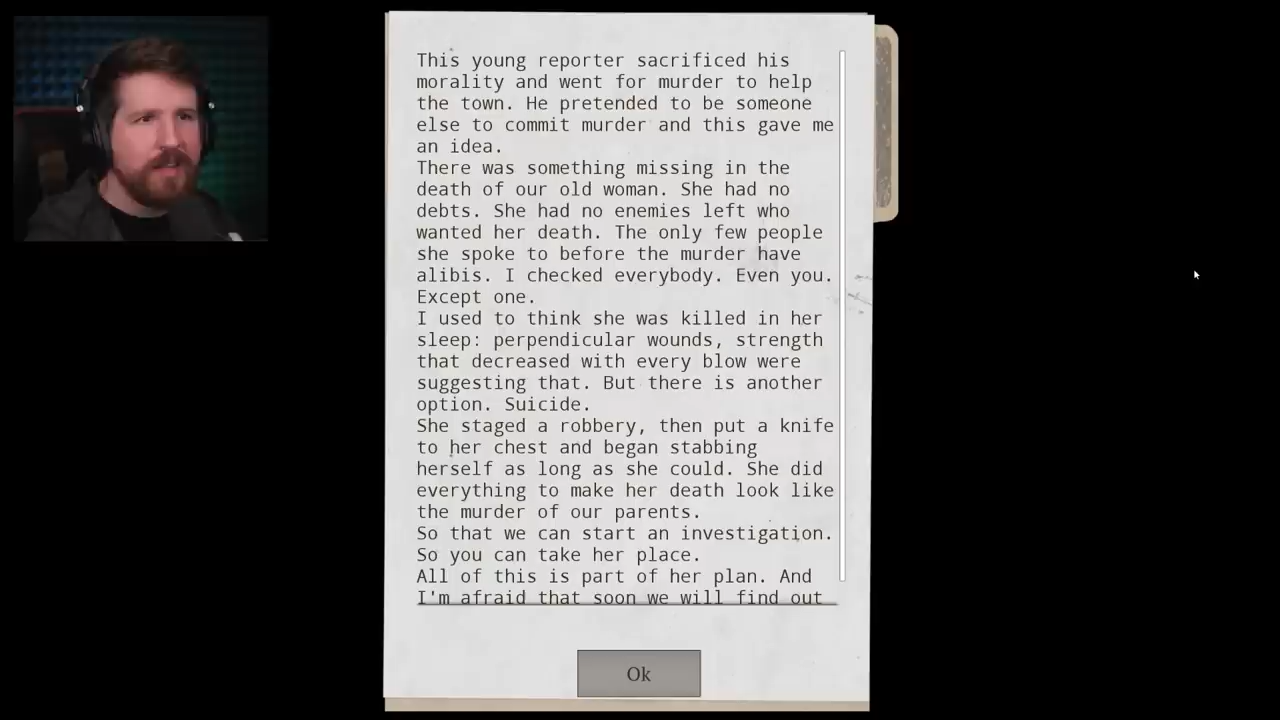 This young reporter sacrificed his
morality and went for murder to help
the town. He pretended to be someone
else to commit murder and this gave me
an idea.
There was something missing in the
death of our old woman. She had no
debts. She had no enemies left who
wanted her death. The only few people
she spoke to before the murder have
alibis. I checked everybody. Even you.
Except one.
I used to think she was killed in her
sleep: perpendicular wounds, strength
that decreased with every blow were
suggesting that. But there is another
option. Suicide.
She staged a robbery, then put a knife
to her chest and began stabbing
herself as long as she could. She did
everything to make her death look like
the murder of our parents.
So that we can start an investigation.
So you can take her place.
All of this is part of her plan. And
I'm afraid that soon we will find out
Ok